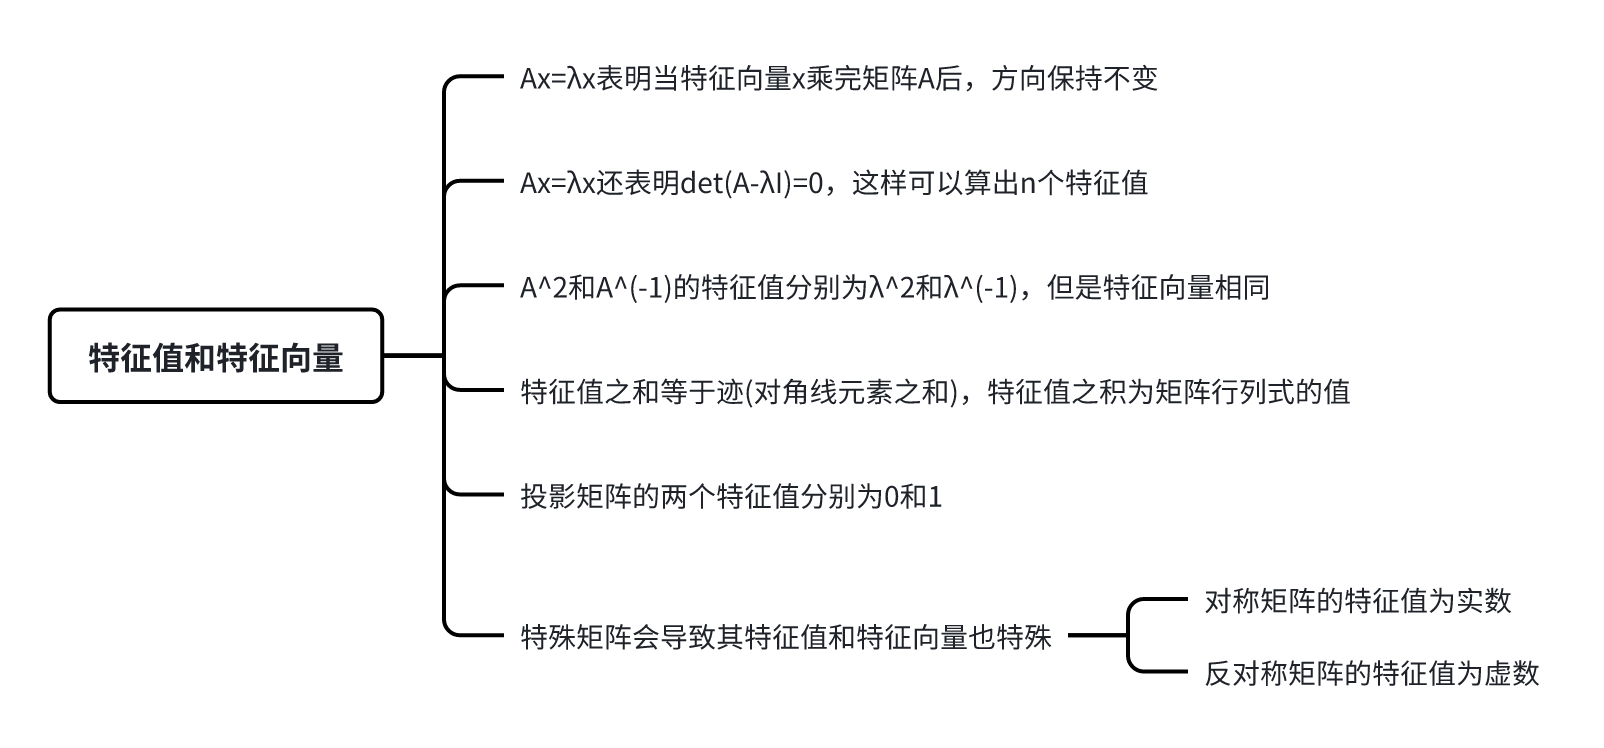 Ax=λx表明当特征向量x乘完矩阵A后，方向保持不变
Ax=λx还表明det(A-λI)=0，这样可以算出n个特征值
A^2和A^(-1)的特征值分别为λ^2和λ^(-1)，但是特征向量相同
特征值和特征向量
特征值之和等于迹(对角线元素之和)，特征值之积为矩阵行列式的值
投影矩阵的两个特征值分别为0和1
特殊矩阵会导致其特征值和特征向量也特殊
对称矩阵的特征值为实数
反对称矩阵的特征值为虚数